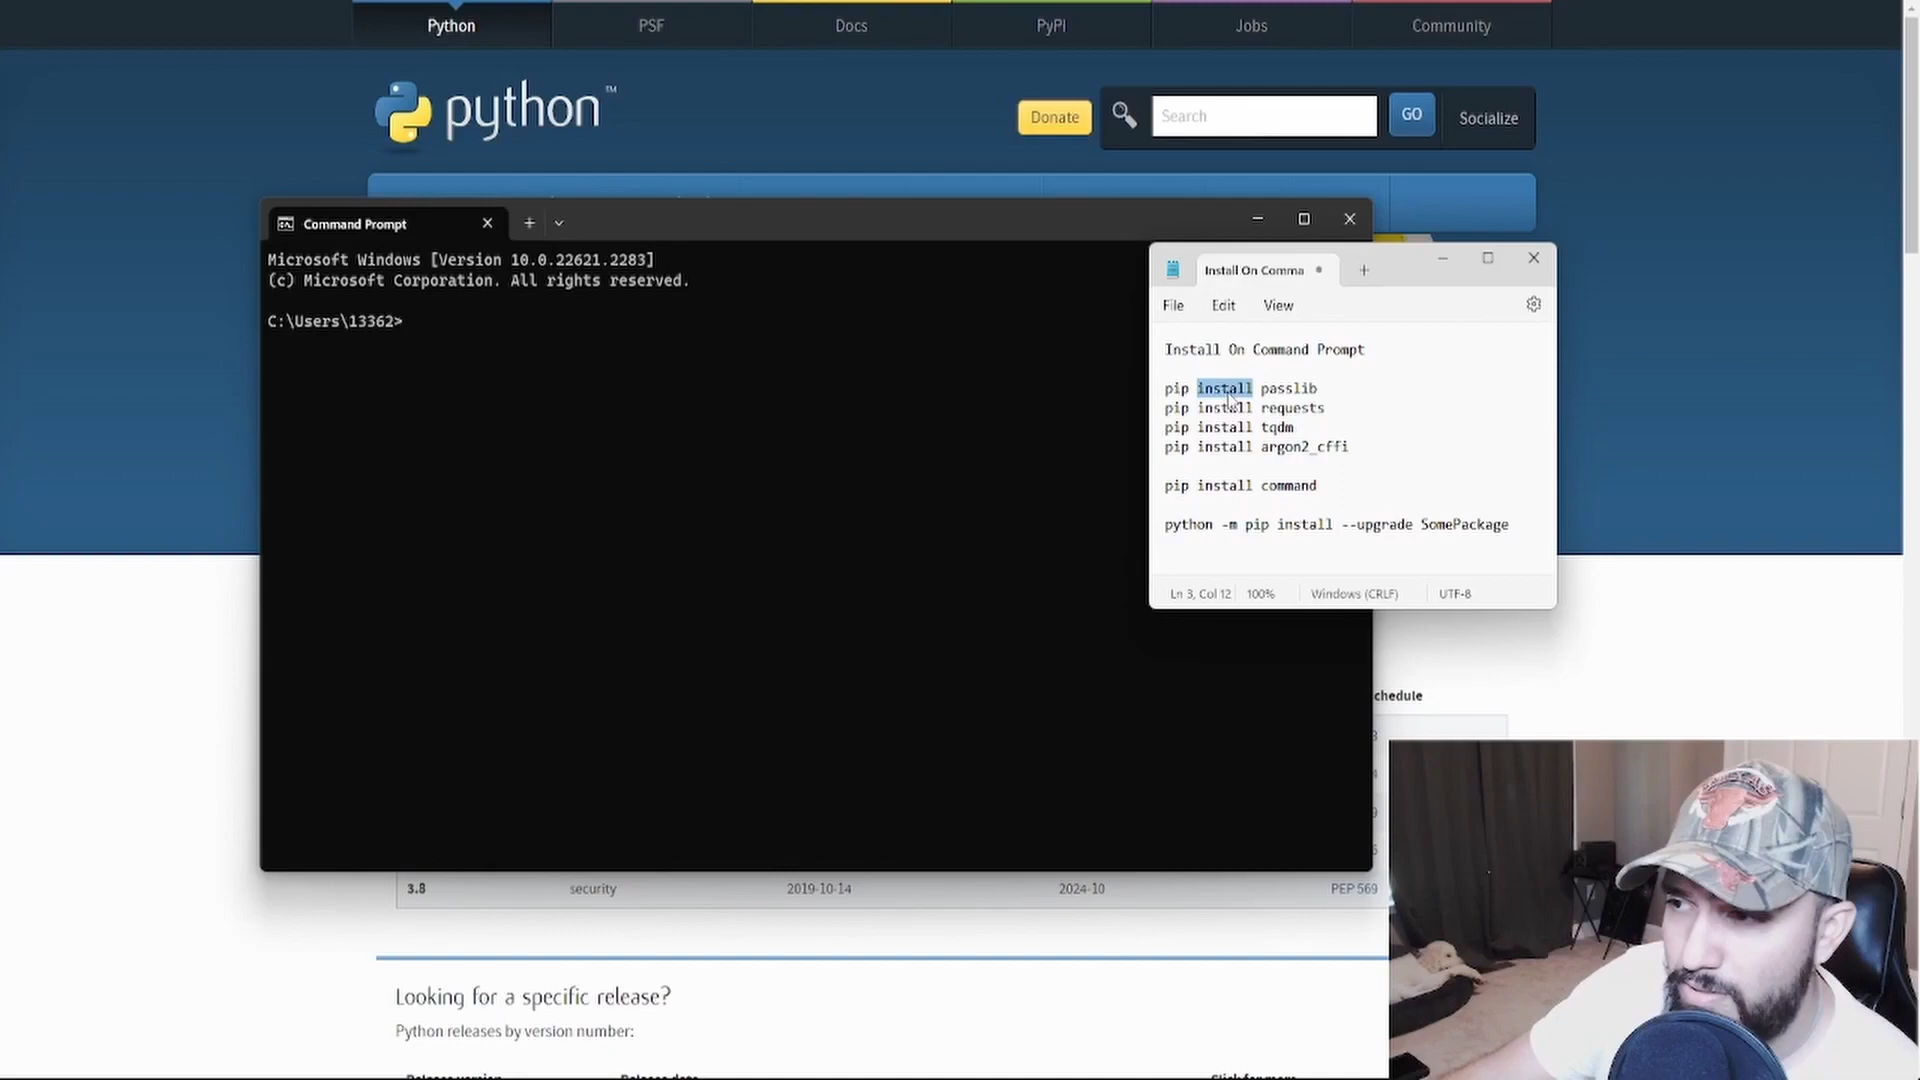 Python
PSF
Docs
PyPI
Jobs
Community
python™
Donate
Search
GO
Socialize
Command Prompt
Microsoft Windows [Version 10.0.22621.2283]
(c) Microsoft Corporation. All rights reserved.
C:\Users\13362>
Install On Comma
File Edit View
Install On Command Prompt
pip install passlib
pip install requests
pip install tqdm
pip install argon2_cffi
pip install command
python -m pip install --upgrade SomePackage
Ln 3, Col 12
100%
Windows (CRLF)
UTF-8
chedule
3.8 security 2019-10-14 2024-10 PEP 569
Looking for a specific release?
Python releases by version number: